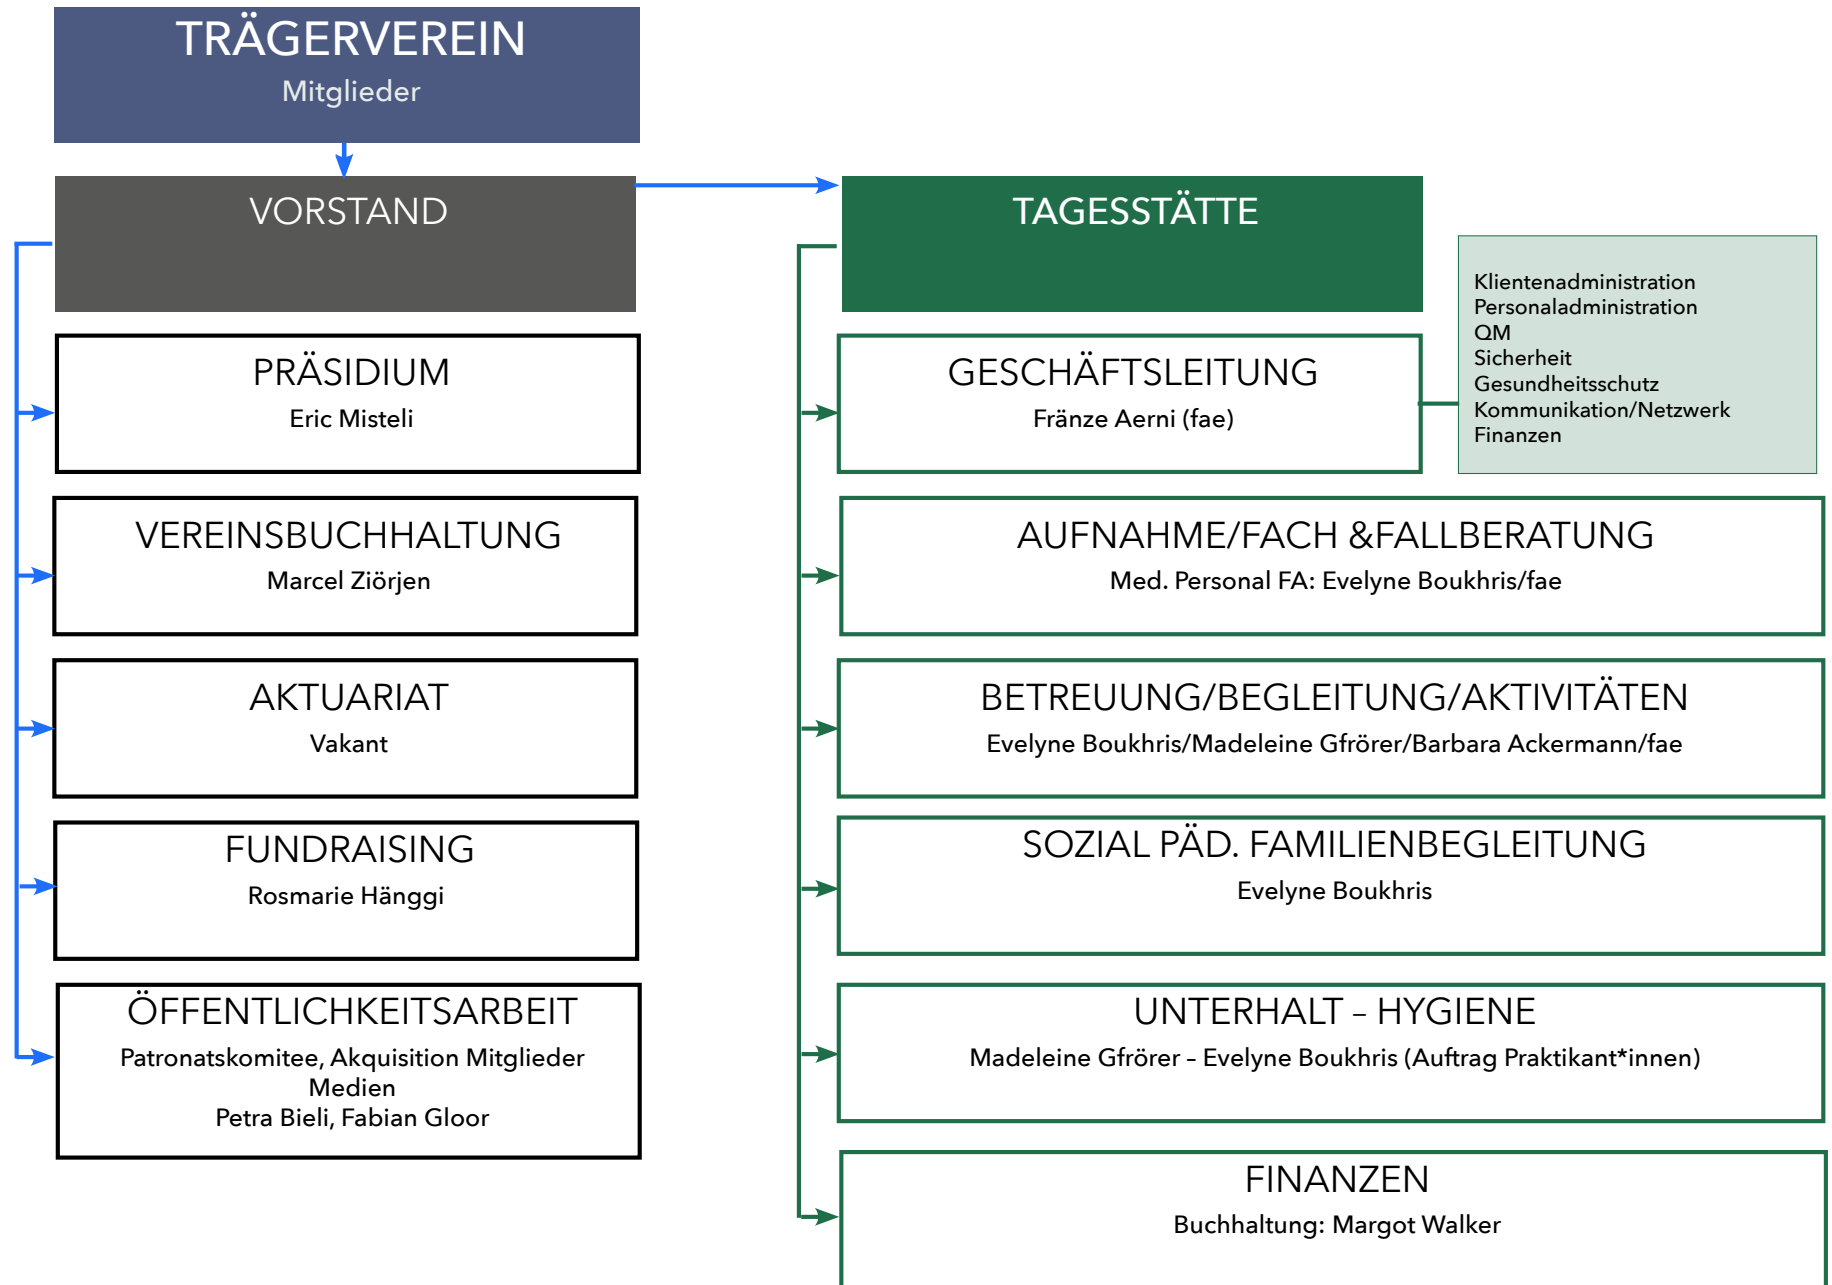 TRÄGERVEREIN
Mitglieder
VORSTAND
PRÄSIDIUM
Eric Misteli
VEREINSBUCHHALTUNG
Marcel Ziörjen
AKTUARIAT
Vakant
FUNDRAISING
Rosmarie Hänggi
ÖFFENTLICHKEITSARBEIT
Patronatskomitee, Akquisition Mitglieder
Medien
Petra Bieli, Fabian Gloor
TAGESSTÄTTE
Klientenadministration
Personaladministration
QM
Sicherheit
Gesundheitsschutz
Kommunikation/Netzwerk
Finanzen
GESCHÄFTSLEITUNG
Fränze Aerni (fae)
AUFNAHME/FACH &FALLBERATUNG
Med. Personal FA: Evelyne Boukhris/fae
BETREUUNG/BEGLEITUNG/AKTIVITÄTEN
Evelyne Boukhris/Madeleine Gfrörer/Barbara Ackermann/fae
SOZIAL PÄD. FAMILIENBEGLEITUNG
Evelyne Boukhris
UNTERHALT – HYGIENE
Madeleine Gfrörer – Evelyne Boukhris (Auftrag Praktikant*innen)
FINANZEN
Buchhaltung: Margot Walker